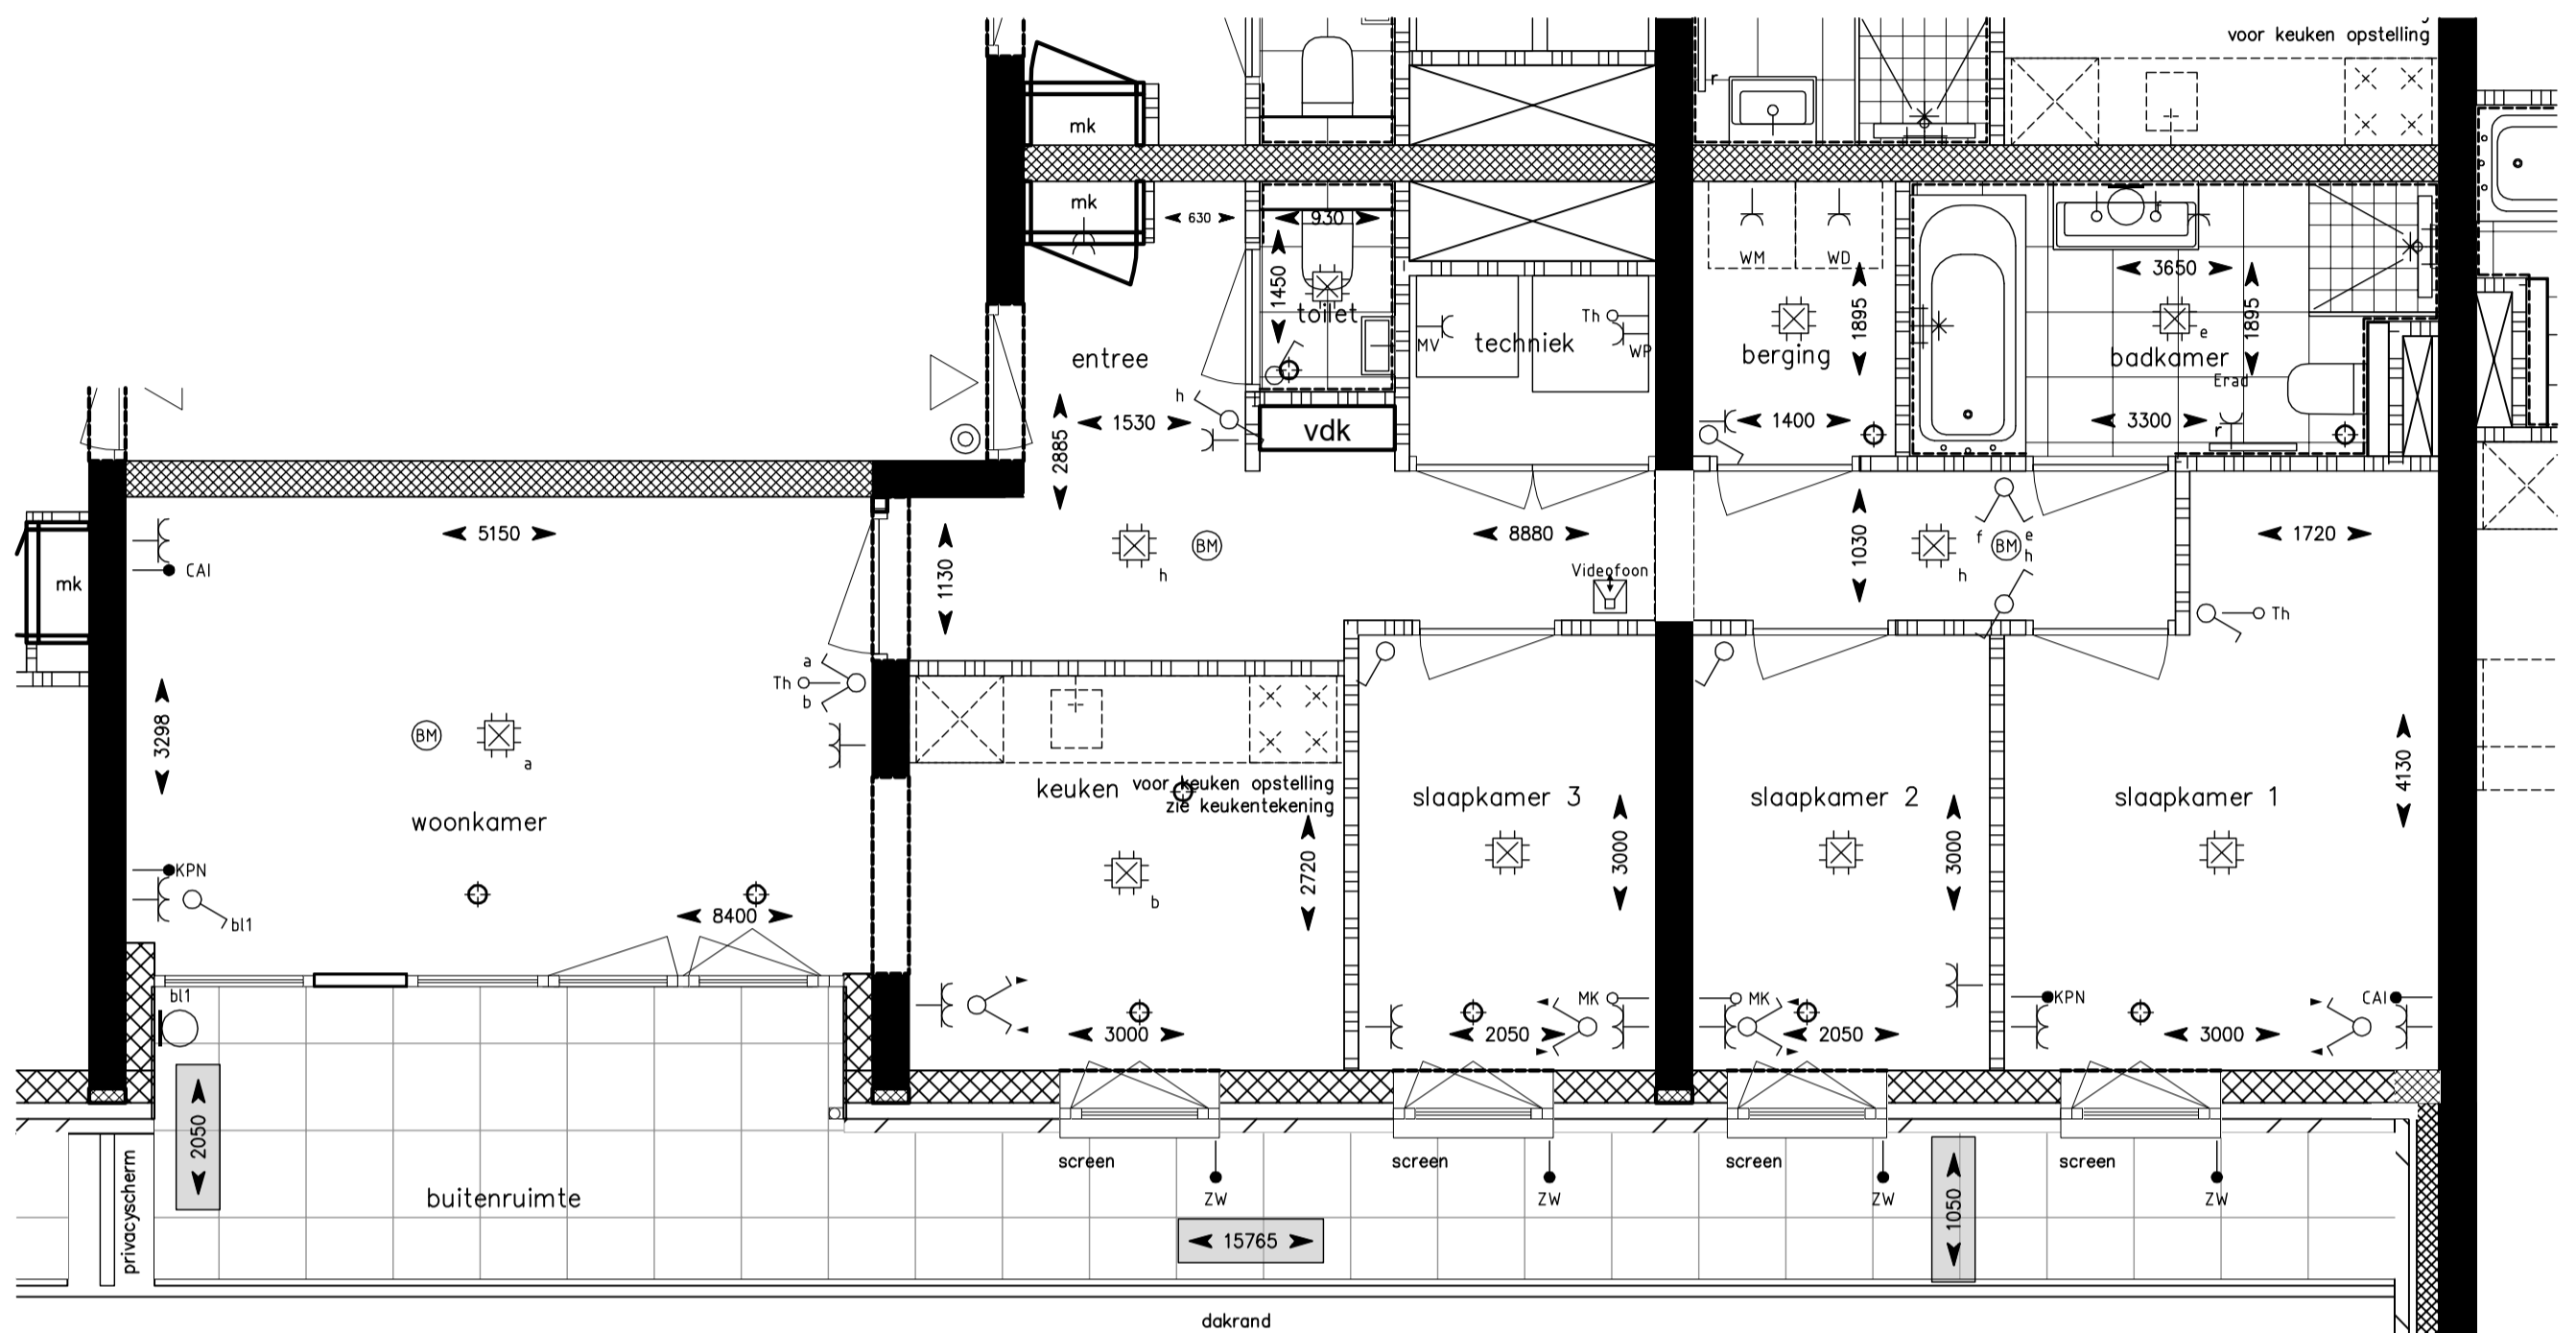 voor keuken opstelling
mk
mk
630
930
1450
toilet
entree
h
1530
2885
vdk
MV
techniek
Th
WP
WM
WD
1895
berging
1400
f
r
3650
1895
e
badkamer
Erad
3300
r
mk
CAI
5150
1130
h
BM
8880
Videofoon
1030
h
f
BM
e
h
1720
Th
3298
BM
a
Th
a
b
woonkamer
KPN
bl1
8400
keuken
voor keuken opstelling
zie keukentekening
2720
b
3000
slaapkamer 3
3000
MK
2050
slaapkamer 2
3000
MK
2050
slaapkamer 1
4130
KPN
CAI
3000
bl1
2050
privacyscherm
buitenruimte
screen
ZW
screen
ZW
screen
ZW
screen
ZW
15765
1050
dakrand